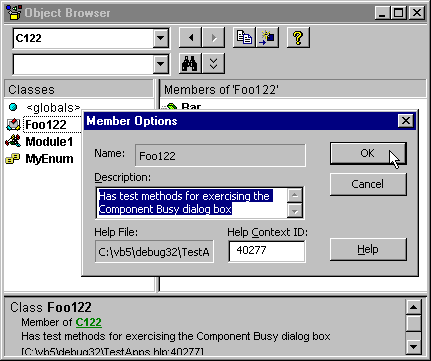 Object Browser
C122
Classes
Members of 'Foo122'
<globals>
Foo122
Module1
MyEnum
Bar
Member Options
Name:
Foo122
OK
Description:
Has test methods for exercising the
Component Busy dialog box
Cancel
Help File:
Help Context ID:
C:\vb5\debug32\TestA
40277
Help
Class Foo122
Member of C122
Has test methods for exercising the Component Busy dialog box
[C:\vb5\debug32\TestApps.hlp:40277]